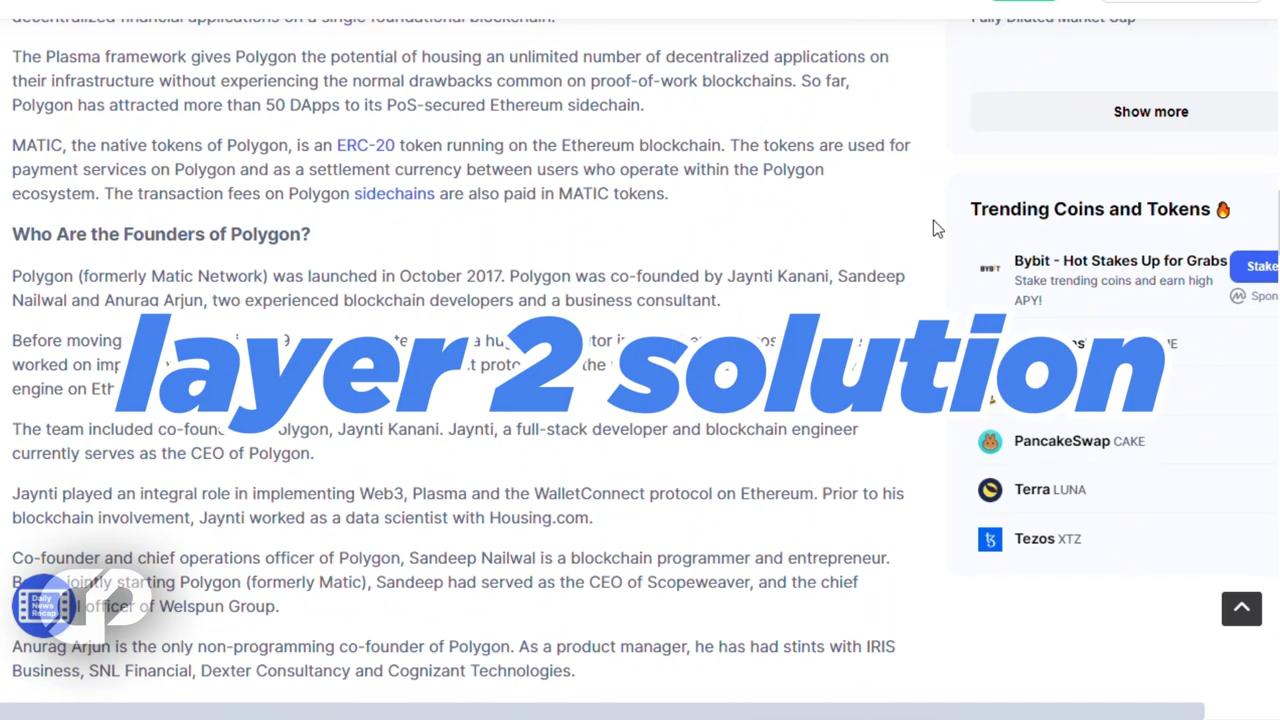 decentralized financial applications on a single foundational blockchain.
The Plasma framework gives Polygon the potential of housing an unlimited number of decentralized applications on
their infrastructure without experiencing the normal drawbacks common on proof-of-work blockchains. So far,
Polygon has attracted more than 50 DApps to its PoS-secured Ethereum sidechain.
MATIC, the native tokens of Polygon, is an ERC-20 token running on the Ethereum blockchain. The tokens are used for
payment services on Polygon and as a settlement currency between users who operate within the Polygon
ecosystem. The transaction fees on Polygon sidechains are also paid in MATIC tokens.
Who Are the Founders of Polygon?
Polygon (formerly Matic Network) was launched in October 2017. Polygon was co-founded by Jaynti Kanani, Sandeep
Nailwal and Anurag Arjun, two experienced blockchain developers and a business consultant.
Before moving
worked on
engine on
layer 2 solution
The team included Jaynti Kanani. Jaynti, a full-stack developer and blockchain engineer
currently serves as the CEO of Polygon.
Jaynti played an integral role in implementing Web3, Plasma and the WalletConnect protocol on Ethereum. Prior to his
blockchain involvement, Jaynti worked as a data scientist with Housing.com.
Co-founder and chief operations officer of Polygon, Sandeep Nailwal is a blockchain programmer and entrepreneur.
jointly starting Polygon (formerly Matic), Sandeep had served as the CEO of Scopeweaver, and the chief
officer of Welspun Group.
Daily
News
Recap
Anurag Arjun is the only non-programming co-founder of Polygon. As a product manager, he has had stints with IRIS
Business, SNL Financial, Dexter Consultancy and Cognizant Technologies.
Fully Diluted Market Cap
Show more
Trending Coins and Tokens
BYBIT
Bybit - Hot Stakes Up for Grabs
Stake trending coins and earn high
APY!
Stake
Spon
PancakeSwap CAKE
Terra LUNA
Tezos XTZ